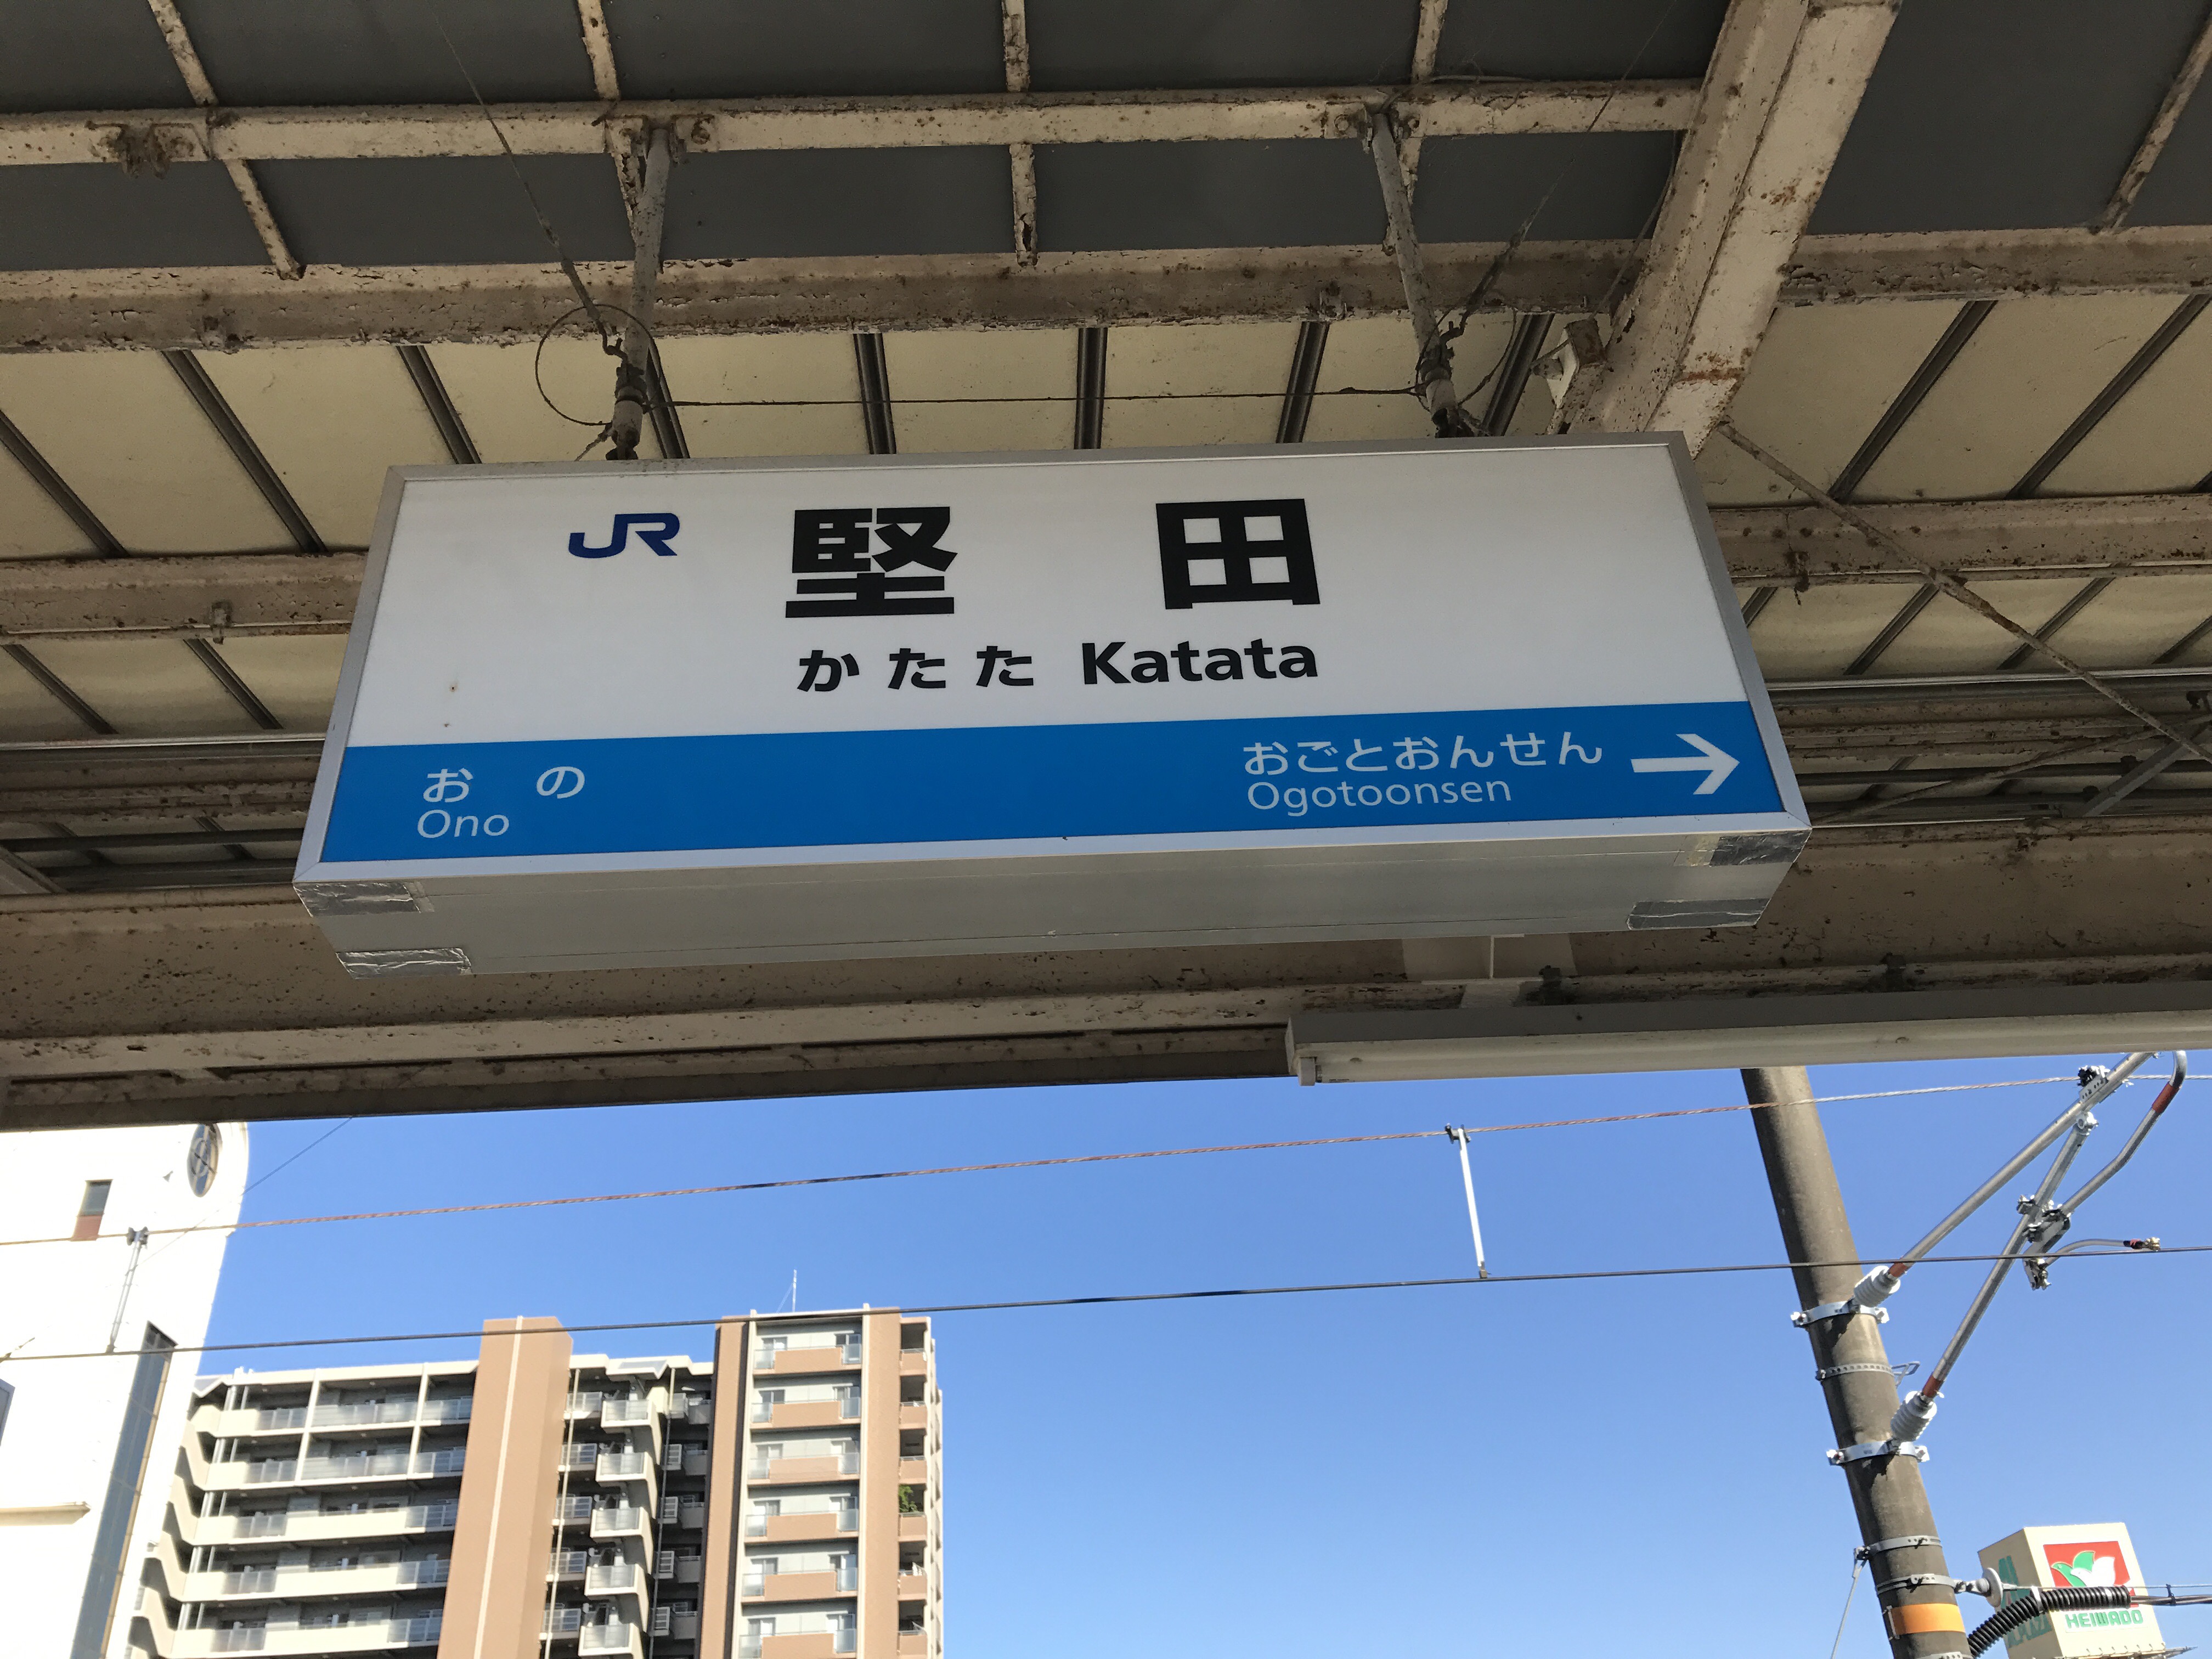 JR 堅田
かたた Katata
おの
Ono
おごとおんせん →
Ogotoonsen
HEIWADO